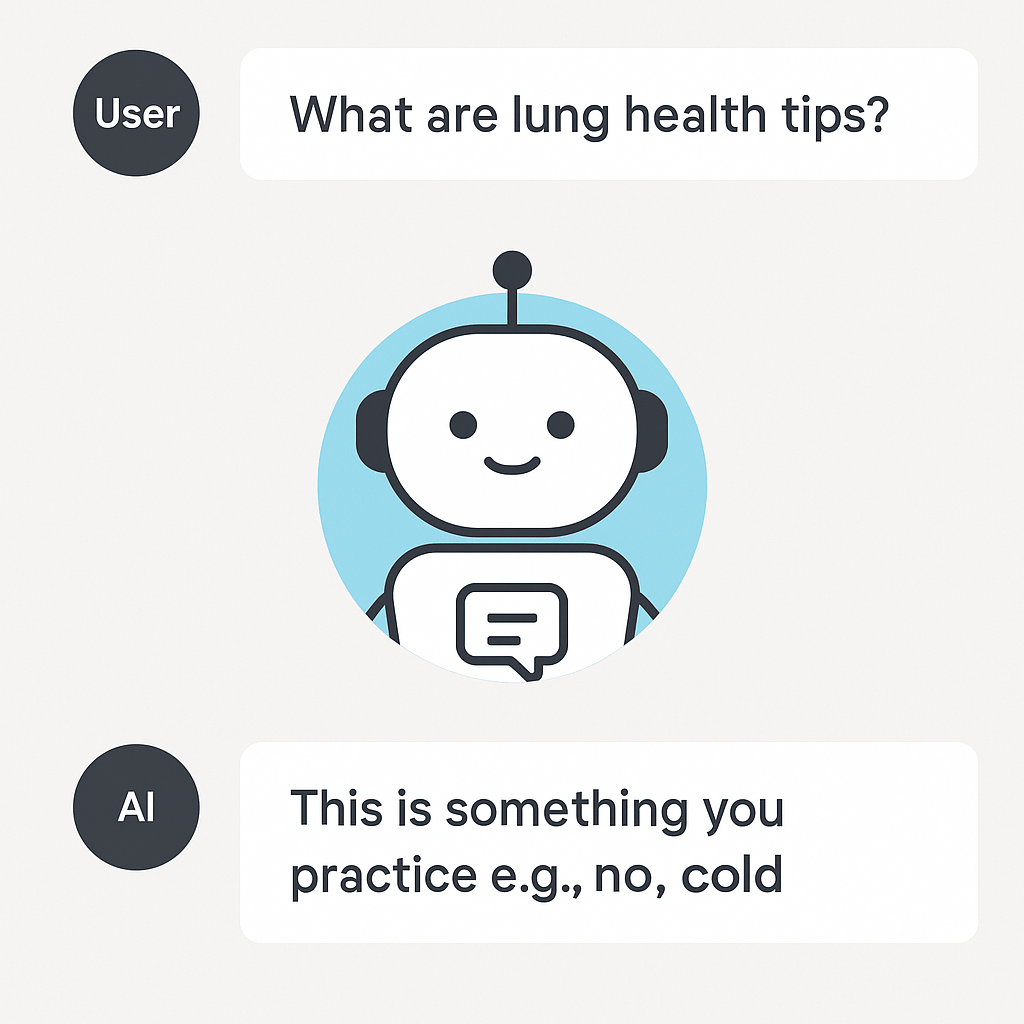 User
What are lung health tips?
AI
This is something you
practice e.g., no, cold